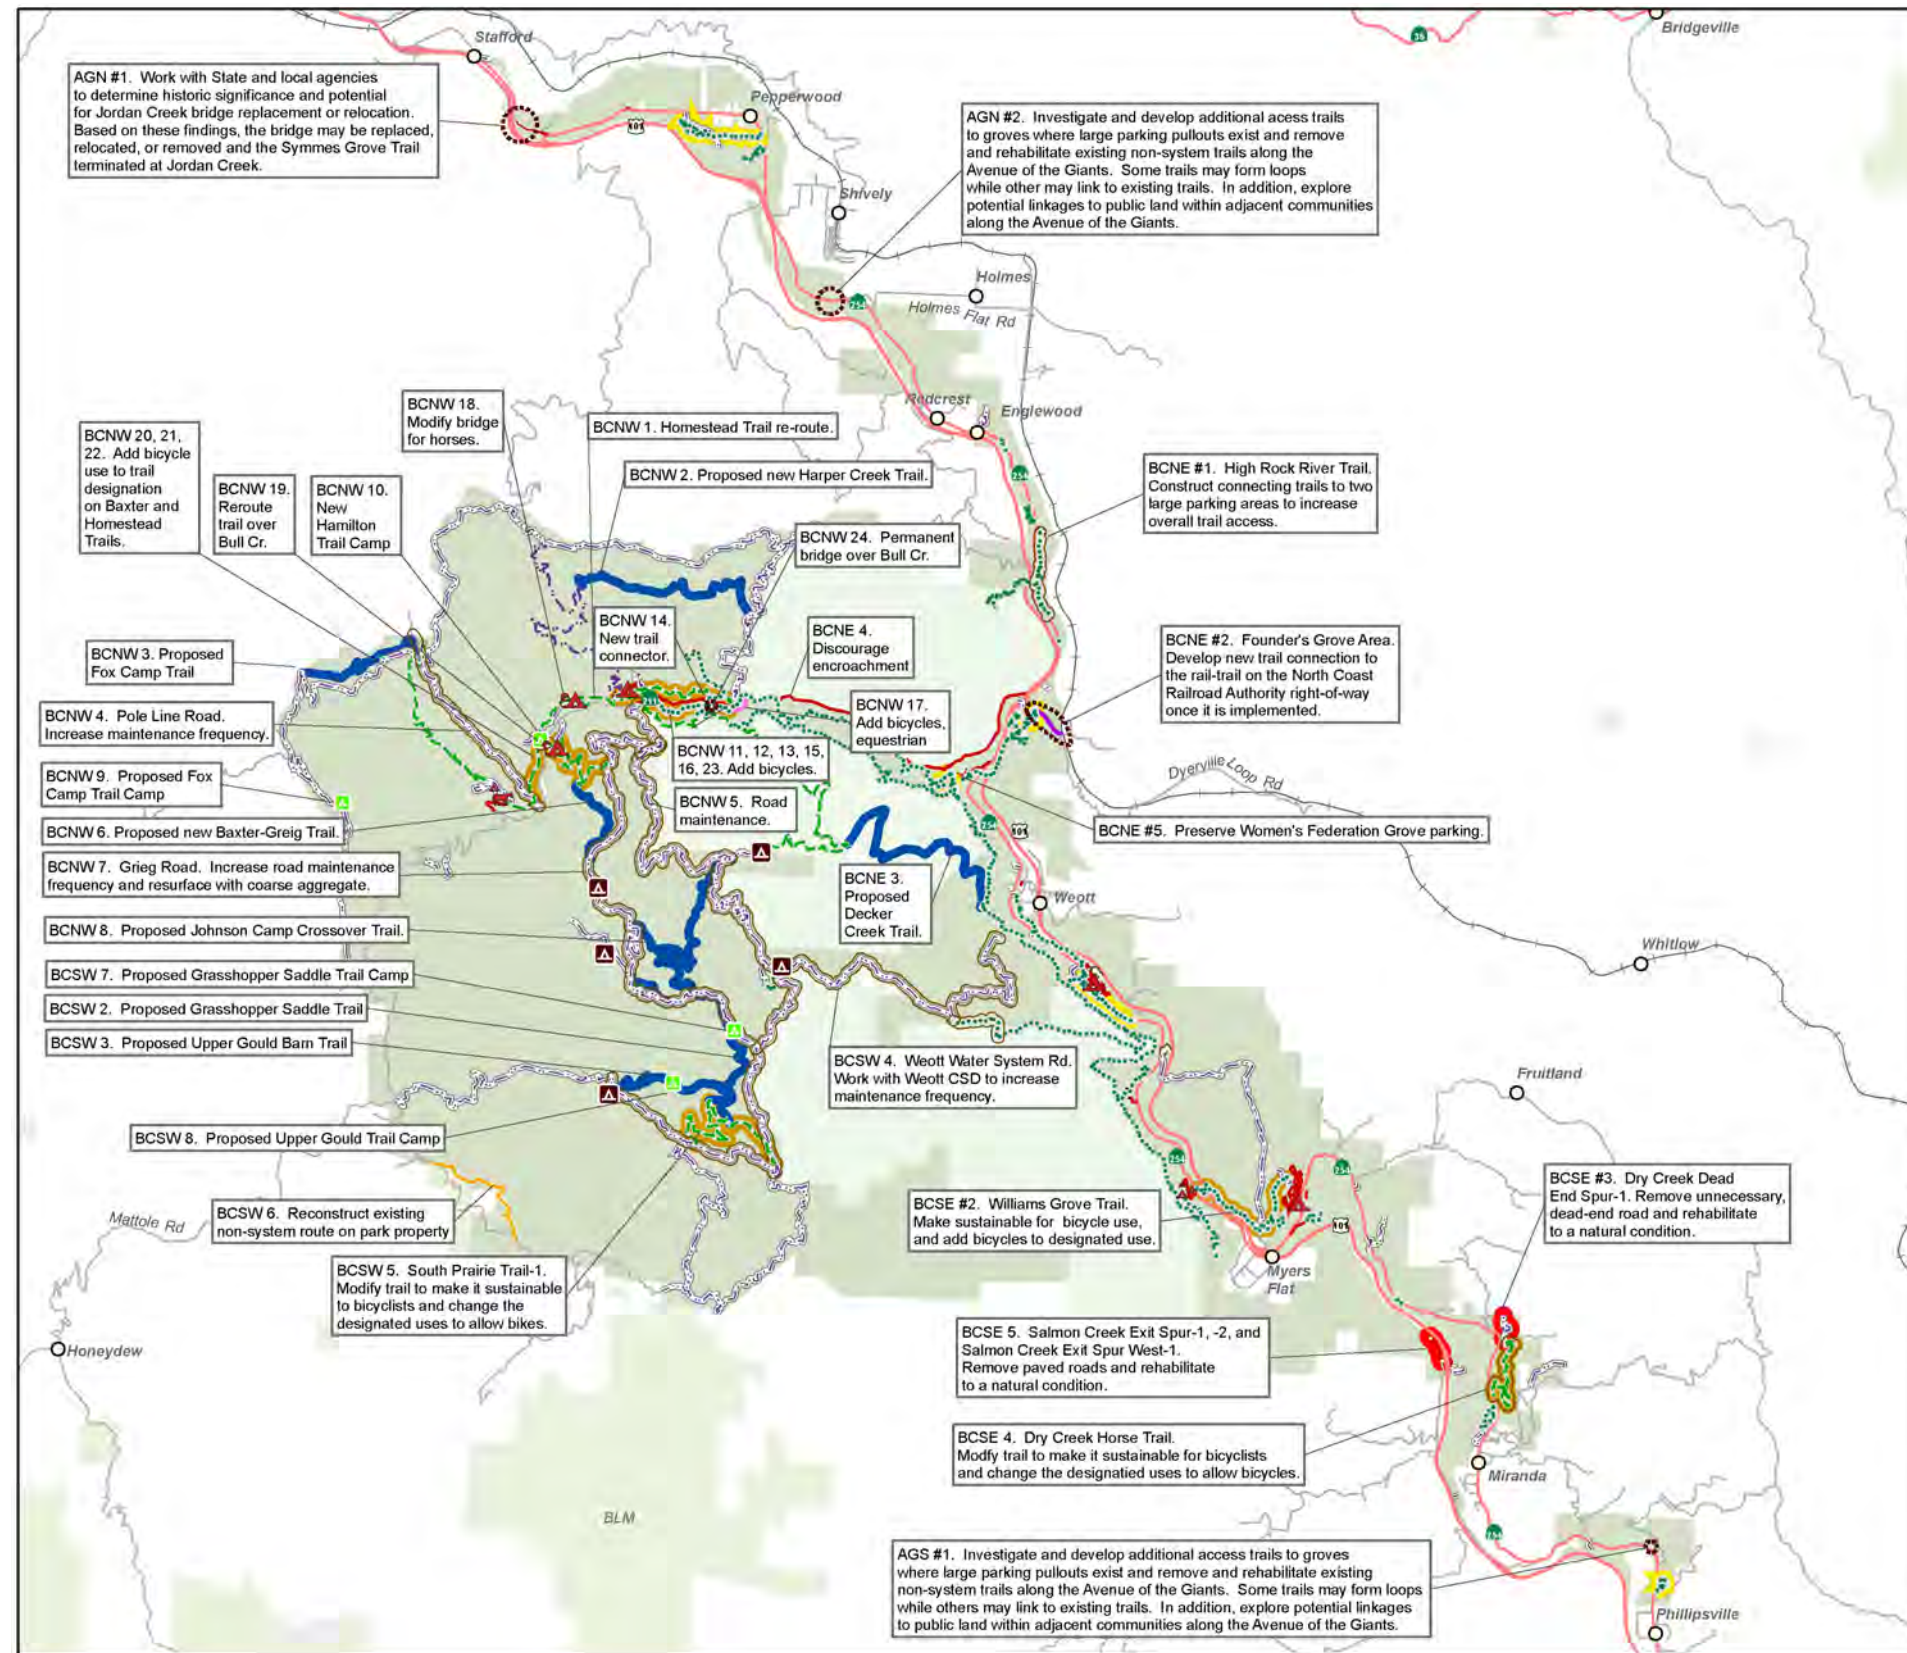 Stafford
Bridgeville
36
AGN #1. Work with State and local agencies
to determine historic significance and potential
for Jordan Creek bridge replacement or relocation.
Based on these findings, the bridge may be replaced,
relocated, or removed and the Symmes Grove Trail
terminated at Jordan Creek.
Pepperwood
101
AGN #2. Investigate and develop additional acess trails
to groves where large parking pullouts exist and remove
and rehabilitate existing non-system trails along the
Avenue of the Giants. Some trails may form loops
while other may link to existing trails. In addition, explore
potential linkages to public land within adjacent communities
along the Avenue of the Giants.
Shively
Holmes
254
Holmes Flat Rd
Redcrest
Englewood
254
BCNW 18.
Modify bridge
for horses.
BCNW 1. Homestead Trail re-route.
BCNW 20, 21,
22. Add bicycle
use to trail
designation
on Baxter and
Homestead
Trails.
BCNW 19.
Reroute
trail over
Bull Cr.
BCNW 10.
New
Hamilton
Trail Camp
BCNW 2. Proposed new Harper Creek Trail.
BCNE #1. High Rock River Trail.
Construct connecting trails to two
large parking areas to increase
overall trail access.
BCNW 24. Permanent
bridge over Bull Cr.
BCNW 14.
New trail
connector.
BCNE 4.
Discourage
encroachment
BCNE #2. Founder's Grove Area.
Develop new trail connection to
the rail-trail on the North Coast
Railroad Authority right-of-way
once it is implemented.
BCNW 3. Proposed
Fox Camp Trail
BCNW 17.
Add bicycles,
equestrian
BCNW 4. Pole Line Road.
Increase maintenance frequency.
BCNW 11, 12, 13, 15,
16, 23. Add bicycles.
BCNW 9. Proposed Fox
Camp Trail Camp
Dyerville Loop Rd
BCNW 5. Road
maintenance.
BCNW 6. Proposed new Baxter-Greig Trail.
254
101
BCNE #5. Preserve Women's Federation Grove parking.
BCNW 7. Grieg Road. Increase road maintenance
frequency and resurface with coarse aggregate.
BCNE 3.
Proposed
Decker
Creek Trail.
Weott
BCNW 8. Proposed Johnson Camp Crossover Trail.
Whitlow
BCSW 7. Proposed Grasshopper Saddle Trail Camp
BCSW 2. Proposed Grasshopper Saddle Trail
BCSW 3. Proposed Upper Gould Barn Trail
BCSW 4. Weott Water System Rd.
Work with Weott CSD to increase
maintenance frequency.
Fruitland
BCSW 8. Proposed Upper Gould Trail Camp
254
254
BCSE #3. Dry Creek Dead
End Spur-1. Remove unnecessary,
dead-end road and rehabilitate
to a natural condition.
BCSW 6. Reconstruct existing
non-system route on park property
Mattole Rd
BCSE #2. Williams Grove Trail.
Make sustainable for bicycle use,
and add bicycles to designated use.
101
Myers
Flat
BCSW 5. South Prairie Trail-1.
Modify trail to make it sustainable
to bicyclists and change the
designated uses to allow bikes.
Honeydew
BCSE 5. Salmon Creek Exit Spur-1, -2, and
Salmon Creek Exit Spur West-1.
Remove paved roads and rehabilitate
to a natural condition.
BCSE 4. Dry Creek Horse Trail.
Modfy trail to make it sustainable for bicyclists
and change the designatied uses to allow bicycles.
Miranda
BLM
254
AGS #1. Investigate and develop additional access trails to groves
where large parking pullouts exist and remove and rehabilitate existing
non-system trails along the Avenue of the Giants. Some trails may form loops
while others may link to existing trails. In addition, explore potential linkages
to public land within adjacent communities along the Avenue of the Giants.
Phillipsville